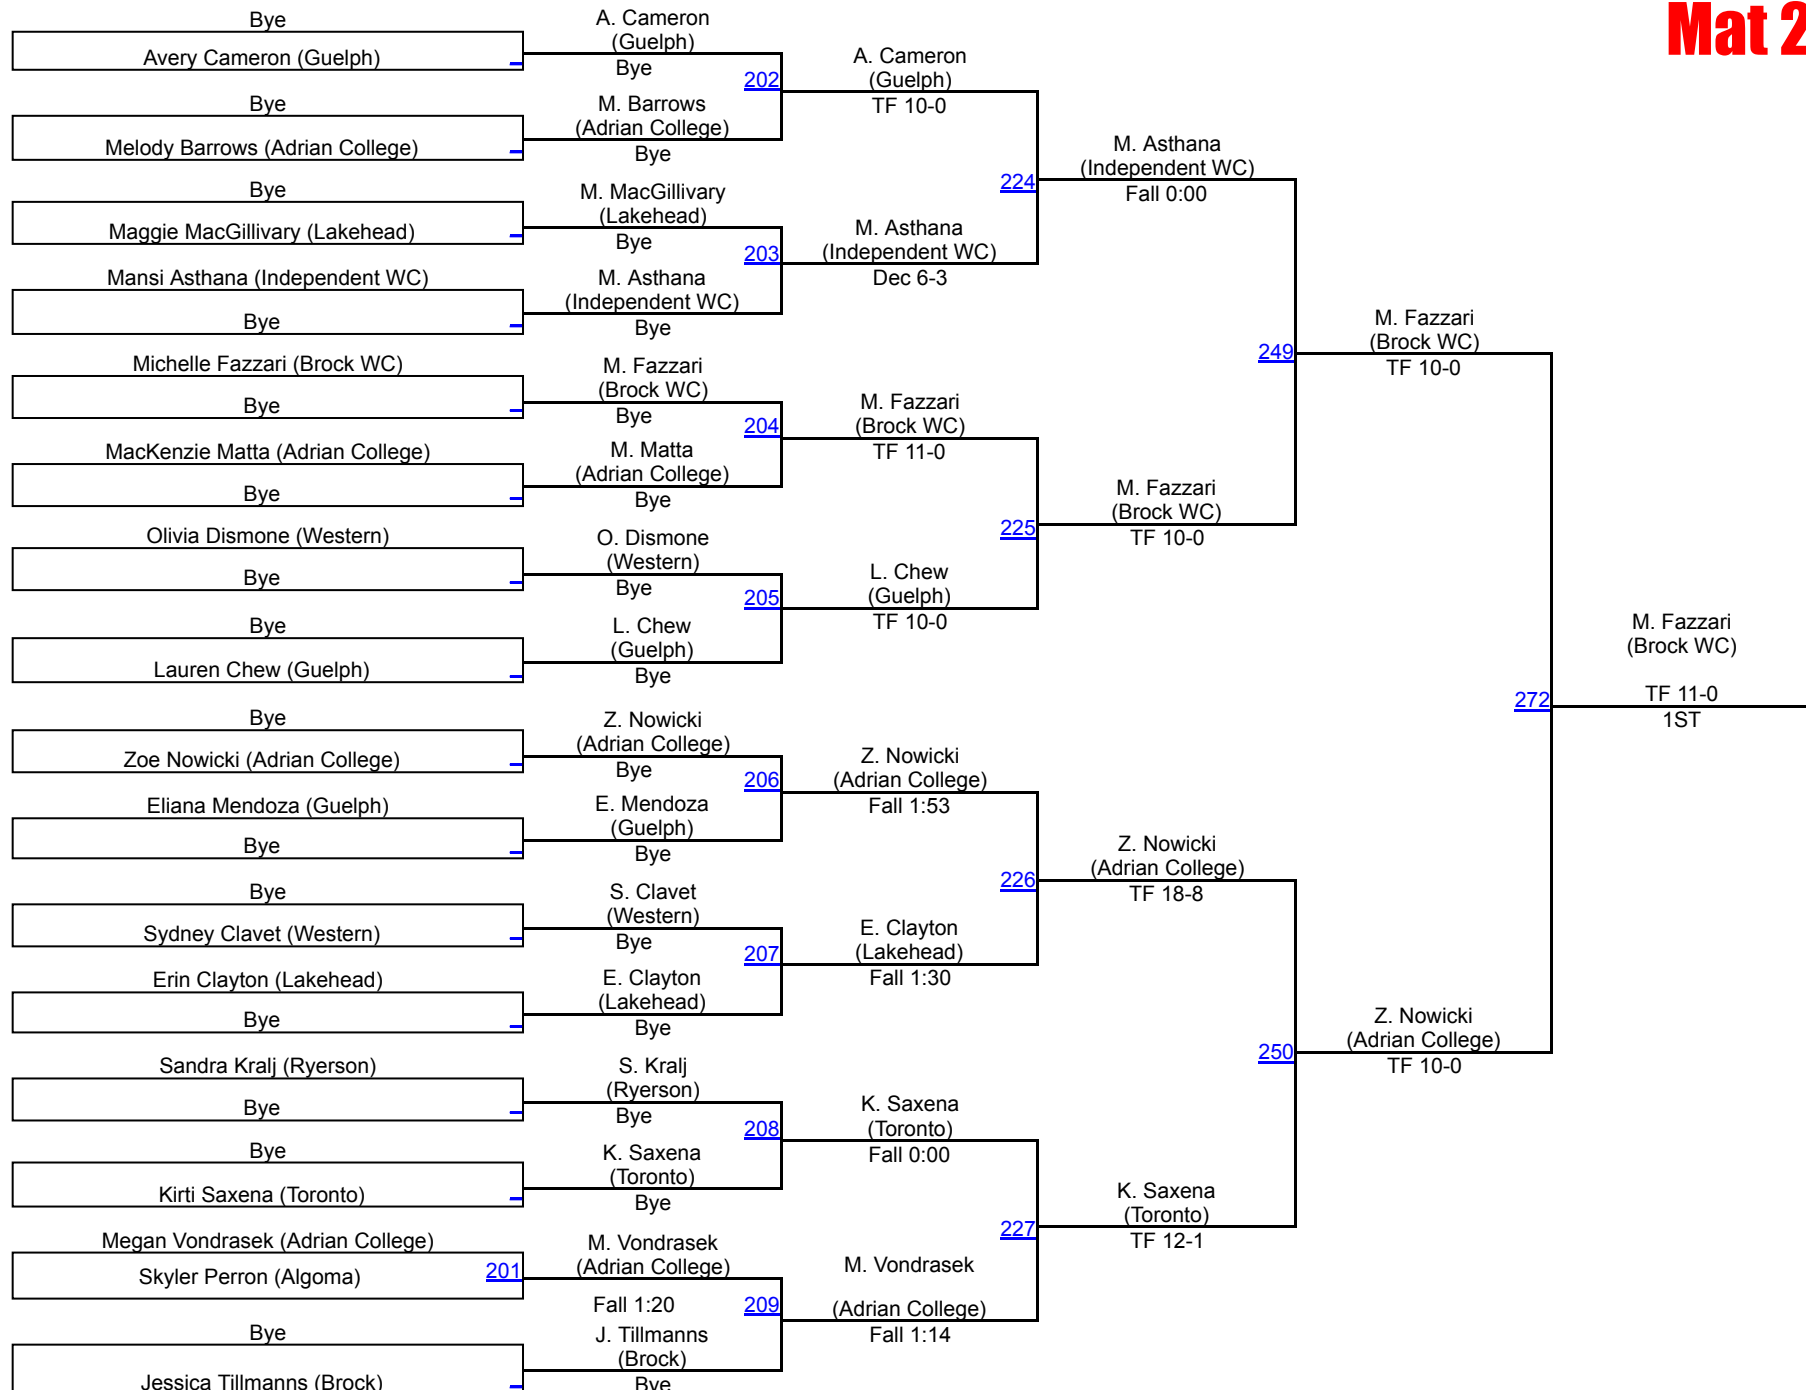 Mat 2
Bye
Avery Cameron (Guelph)
Bye
Melody Barrows (Adrian College)
Bye
Maggie MacGillivary (Lakehead)
Mansi Asthana (Independent WC)
Bye
Michelle Fazzari (Brock WC)
Bye
MacKenzie Matta (Adrian College)
Bye
Olivia Dismone (Western)
Bye
Bye
Lauren Chew (Guelph)
Bye
Zoe Nowicki (Adrian College)
Eliana Mendoza (Guelph)
Bye
Bye
Sydney Clavet (Western)
Erin Clayton (Lakehead)
Bye
Sandra Kralj (Ryerson)
Bye
Bye
Kirti Saxena (Toronto)
Megan Vondrasek (Adrian College)
Skyler Perron (Algoma)
201
Bye
Jessica Tillmanns (Brock)
A. Cameron
(Guelph)
Bye
202
M. Barrows
(Adrian College)
Bye
M. MacGillivary
(Lakehead)
Bye
203
M. Asthana
(Independent WC)
Bye
M. Fazzari
(Brock WC)
Bye
204
M. Matta
(Adrian College)
Bye
O. Dismone
(Western)
Bye
205
L. Chew
(Guelph)
Bye
Z. Nowicki
(Adrian College)
Bye
206
E. Mendoza
(Guelph)
Bye
S. Clavet
(Western)
Bye
207
E. Clayton
(Lakehead)
Bye
S. Kralj
(Ryerson)
Bye
208
K. Saxena
(Toronto)
Bye
M. Vondrasek
(Adrian College)
Fall 1:20
209
J. Tillmanns
(Brock)
Bye
A. Cameron
(Guelph)
TF 10-0
224
M. Asthana
(Independent WC)
Dec 6-3
M. Fazzari
(Brock WC)
TF 11-0
225
L. Chew
(Guelph)
TF 10-0
Z. Nowicki
(Adrian College)
Fall 1:53
226
E. Clayton
(Lakehead)
Fall 1:30
K. Saxena
(Toronto)
Fall 0:00
227
M. Vondrasek
(Adrian College)
Fall 1:14
M. Asthana
(Independent WC)
Fall 0:00
249
M. Fazzari
(Brock WC)
TF 10-0
Z. Nowicki
(Adrian College)
TF 18-8
250
K. Saxena
(Toronto)
TF 12-1
M. Fazzari
(Brock WC)
TF 10-0
272
Z. Nowicki
(Adrian College)
TF 10-0
M. Fazzari
(Brock WC)
TF 11-0
1ST